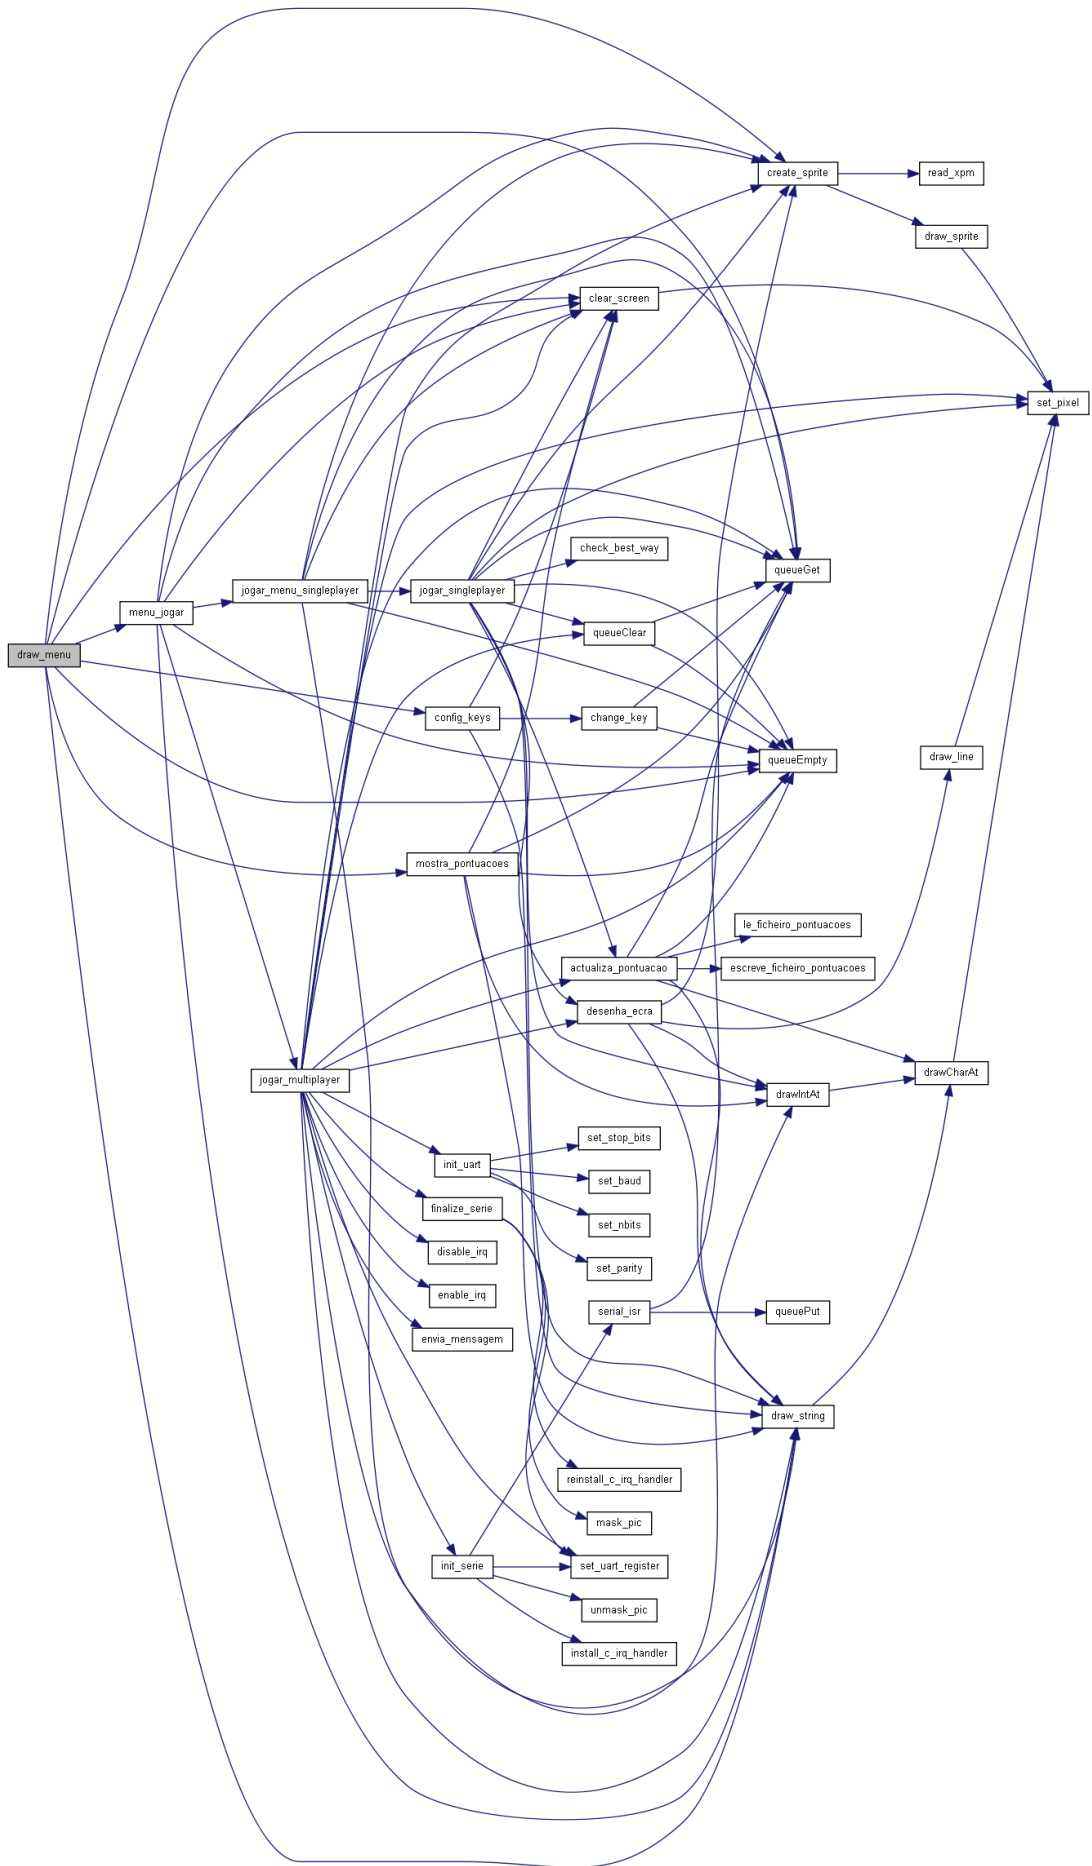 create_sprite
read_xpm
draw_sprite
clear_screen
set_pixel
check_best_way
queueGet
jogar_menu_singleplayer
jogar_singleplayer
menu_jogar
queueClear
draw_menu
config_keys
change_key
queueEmpty
draw_line
mostra_pontuacoes
le_ficheiro_pontuacoes
actualiza_pontuacao
escreve_ficheiro_pontuacoes
desenha_ecra
drawCharAt
jogar_multiplayer
drawIntAt
set_stop_bits
init_uart
set_baud
finalize_serie
set_nbits
disable_irq
set_parity
enable_irq
serial_isr
queuePut
envia_mensagem
draw_string
reinstall_c_irq_handler
mask_pic
init_serie
set_uart_register
unmask_pic
install_c_irq_handler